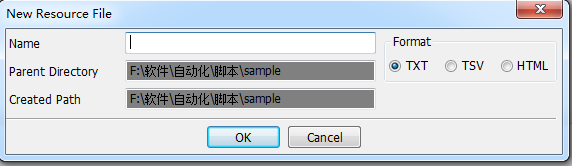 New Resource File
Name
Format
TXT TSV HTML
Parent Directory F:\软件\自动化\脚本\sample
Created Path F:\软件\自动化\脚本\sample
OK Cancel